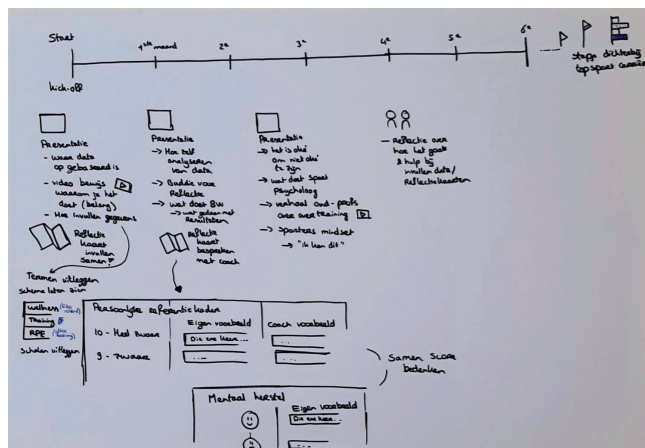 Start
kick-off
1ste maand
2e
3e
4e
5e
6e
stapje dichterbij
topsport carrière
Presentatie
- waar data
op gebaseerd is
- video bewijs
waarom je het
doet (belang)
- Hoe invullen gegevens
Reflectie
kaart
invullen
samen
Presentatie
→ Hoe zelf
analyseren
van data
→ Buddie voor
Reflectie
→ wat doet BW
→ wat gedaan met
Resultaten
Reflectie
kaart
bespreken
met coach
Presentatie
→ het is oké
om niet oké
te zijn
→ wat doet sport
psycholoog
→ verhaal oud-profs
over overtraining
→ sporters mindset
→ "ik kan dit"
- Reflectie over
hoe het gaat
& hulp bij
invullen data/
Reflectiekaarten
Termen uitleggen
schema laten zien
wellness
Training
RPE
Schalen uitleggen
Persoonlijke referentiekader
Eigen voorbeeld
Coach voorbeeld
10 - Heel zwaar
Die ene keer...
....
9 - zwaar
....
....
Samen score
bedenken
Mentaal herstel
Eigen voorbeeld
Die ene keer...